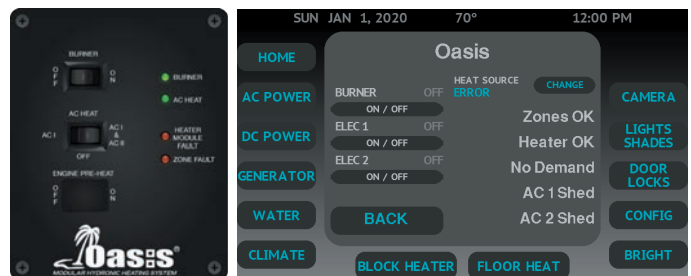 BURNER
OFF
ON
BURNER
AC HEAT
AC HEAT
AC I
AC I
&
AC II
OFF
HEATER
MODULE
FAULT
ZONE FAULT
ENGINE PRE-HEAT
OFF
ON
Oasis®
MODULAR HYDRONIC HEATING SYSTEM
SUN JAN 1, 2020 70° 12:00 PM
HOME
AC POWER
DC POWER
GENERATOR
WATER
CLIMATE
Oasis
BURNER OFF
ON / OFF
ELEC 1 OFF
ON / OFF
ELEC 2 OFF
ON / OFF
BACK
HEAT SOURCE
ERROR
CHANGE
Zones OK
Heater OK
No Demand
AC 1 Shed
AC 2 Shed
BLOCK HEATER
FLOOR HEAT
CAMERA
LIGHTS
SHADES
DOOR
LOCKS
CONFIG
BRIGHT